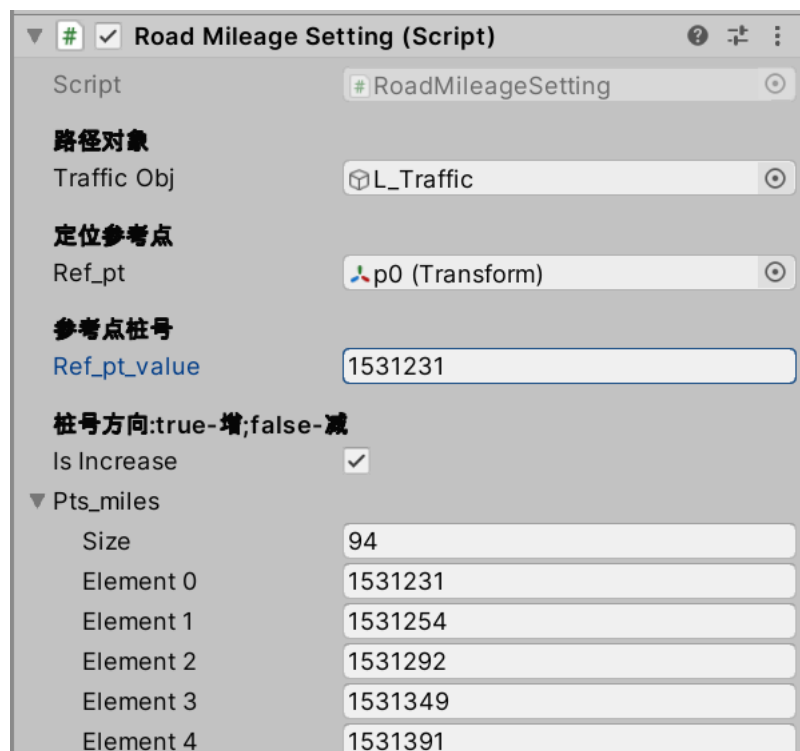 Road Mileage Setting (Script)
Script RoadMileageSetting
路径对象
Traffic Obj L_Traffic
定位参考点
Ref_pt p0 (Transform)
参考点桩号
Ref_pt_value 1531231
桩号方向:true-增;false-减
Is Increase
Pts_miles
Size 94
Element 0 1531231
Element 1 1531254
Element 2 1531292
Element 3 1531349
Element 4 1531391